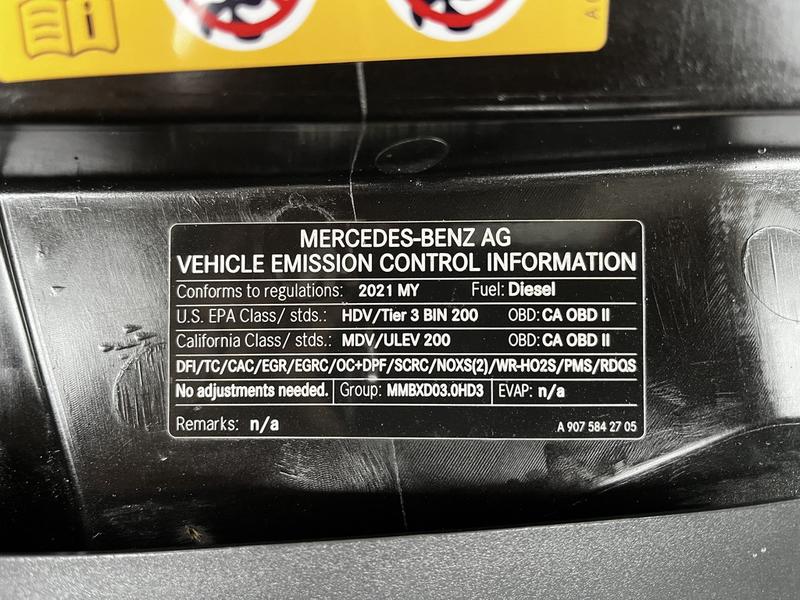 MERCEDES-BENZ AG
VEHICLE EMISSION CONTROL INFORMATION
Conforms to regulations: 2021 MY Fuel: Diesel
U.S. EPA Class/ stds.: HDV/Tier 3 BIN 200 OBD: CA OBD II
California Class/ stds.: MDV/ULEV 200 OBD: CA OBD II
DFI/TC/CAC/EGR/EGRC/OC+DPF/SCRC/NOXS(2)/WR-HO2S/PMS/RDQS
No adjustments needed. Group: MMBXD03.0HD3 EVAP: n/a
Remarks: n/a A 907 584 27 05